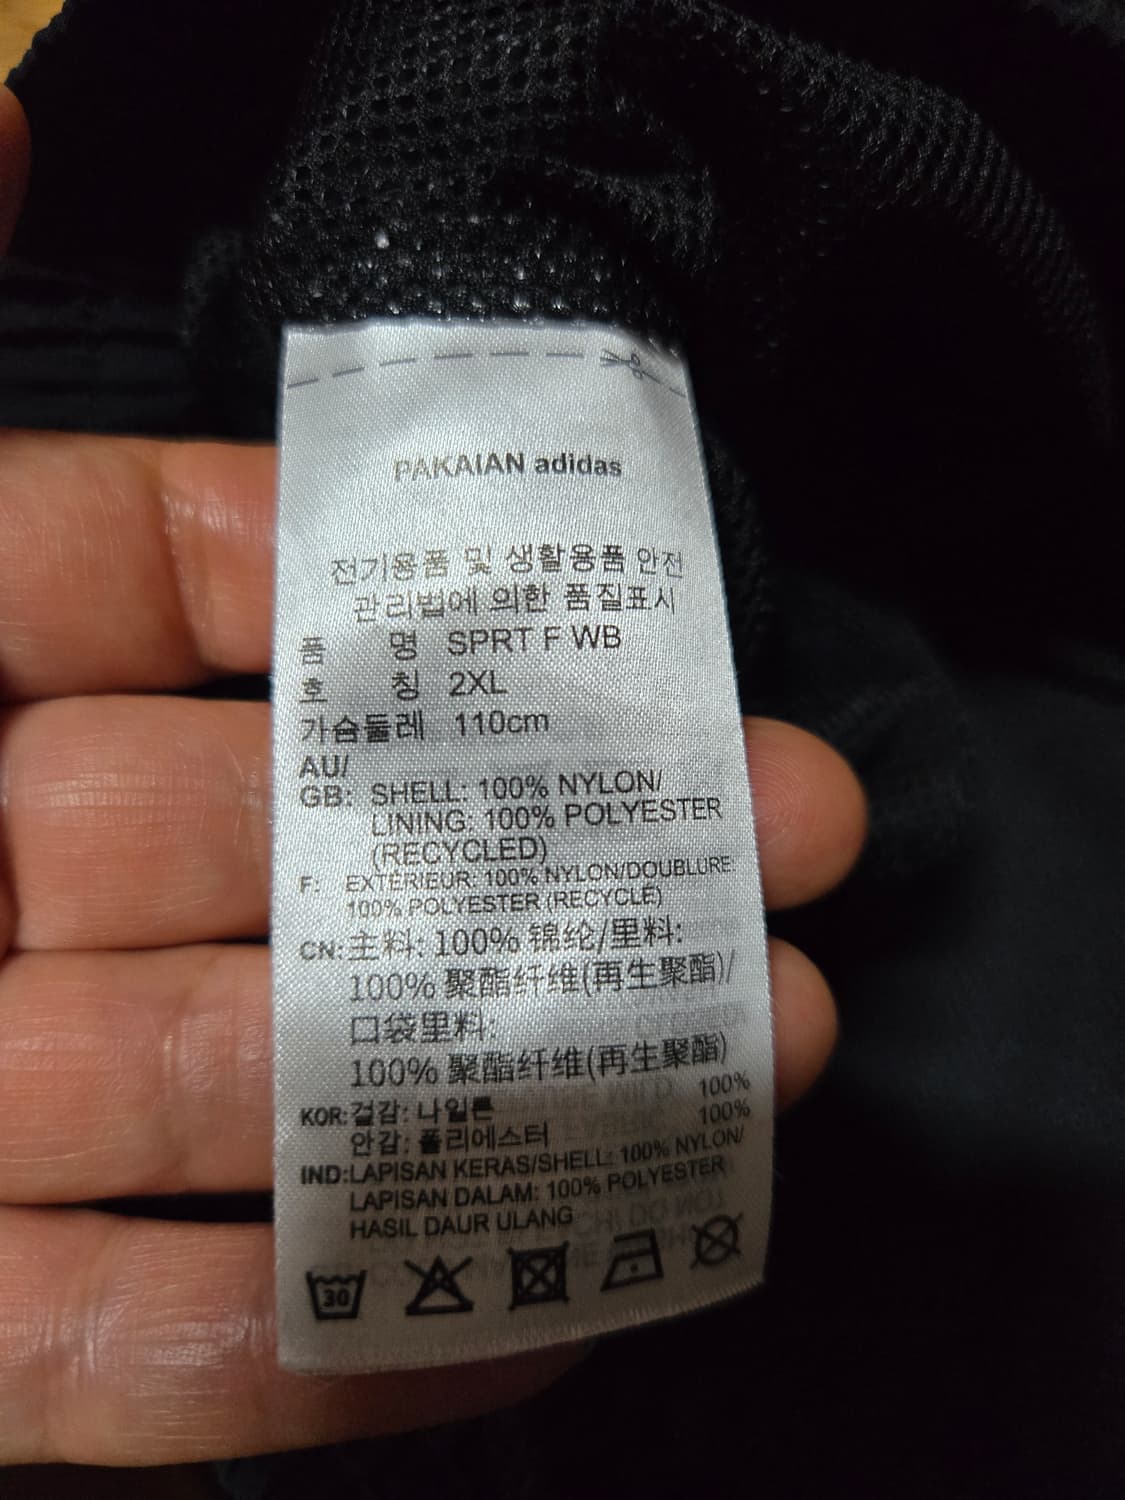 PAKAIAN adidas
전기용품 및 생활용품 안전
관리법에 의한 품질표시
품 명 SPRT F WB
호 칭 2XL
가슴둘레 110cm
AU/
GB: SHELL: 100% NYLON/
LINING: 100% POLYESTER
(RECYCLED)
F: EXTÉRIEUR: 100% NYLON/DOUBLURE:
100% POLYESTER (RECYCLÉ)
CN: 主料: 100% 锦纶/里料:
100% 聚酯纤维(再生聚酯)/
口袋里料:
100% 聚酯纤维(再生聚酯)
KOR: 겉감: 나일론 100%
안감: 폴리에스터 100%
IND: LAPISAN KERAS/SHELL: 100% NYLON/
LAPISAN DALAM: 100% POLYESTER
HASIL DAUR ULANG
30